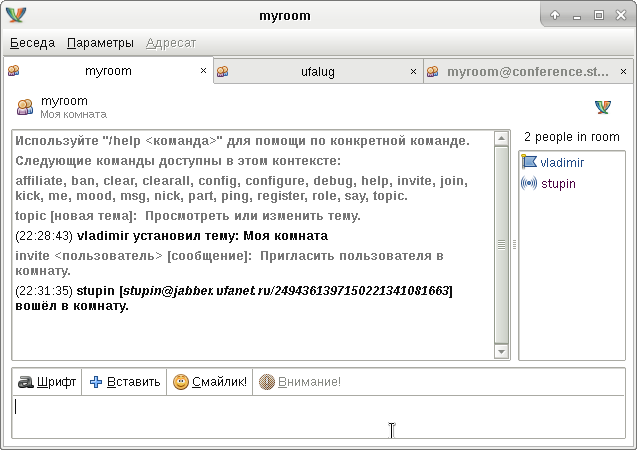 myroom
Беседа Параметры Адресат
myroom ufalug myroom@conference.st...
myroom
Моя комната
2 people in room
Используйте "/help <команда>" для помощи по конкретной команде.
Следующие команды доступны в этом контексте:
affiliate, ban, clear, clearall, config, configure, debug, help, invite, join,
kick, me, mood, msg, nick, part, ping, register, role, say, topic.
topic [новая тема]:  Просмотреть или изменить тему.
(22:28:43) vladimir установил тему: Моя комната
invite <пользователь> [сообщение]:  Пригласить пользователя в
комнату.
(22:31:35) stupin [stupin@jabber.ufanet.ru/2494361397150221341081663]
вошёл в комнату.
vladimir
stupin
Шрифт Вставить Смайлик! Внимание!